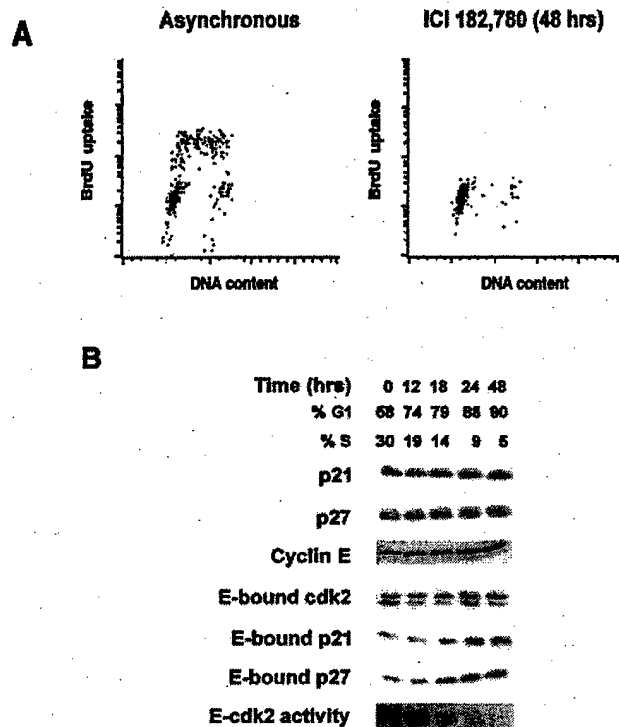 A
Asynchronous
ICI 182,780 (48 hrs)
BrdU uptake
DNA content
BrdU uptake
DNA content
B
Time (hrs) 0 12 18 24 48
% G1 74 79 90
% S 30 19 14 9 5
p21
p27
Cyclin E
E-bound cdk2
E-bound p21
E-bound p27
E-cdk2 activity